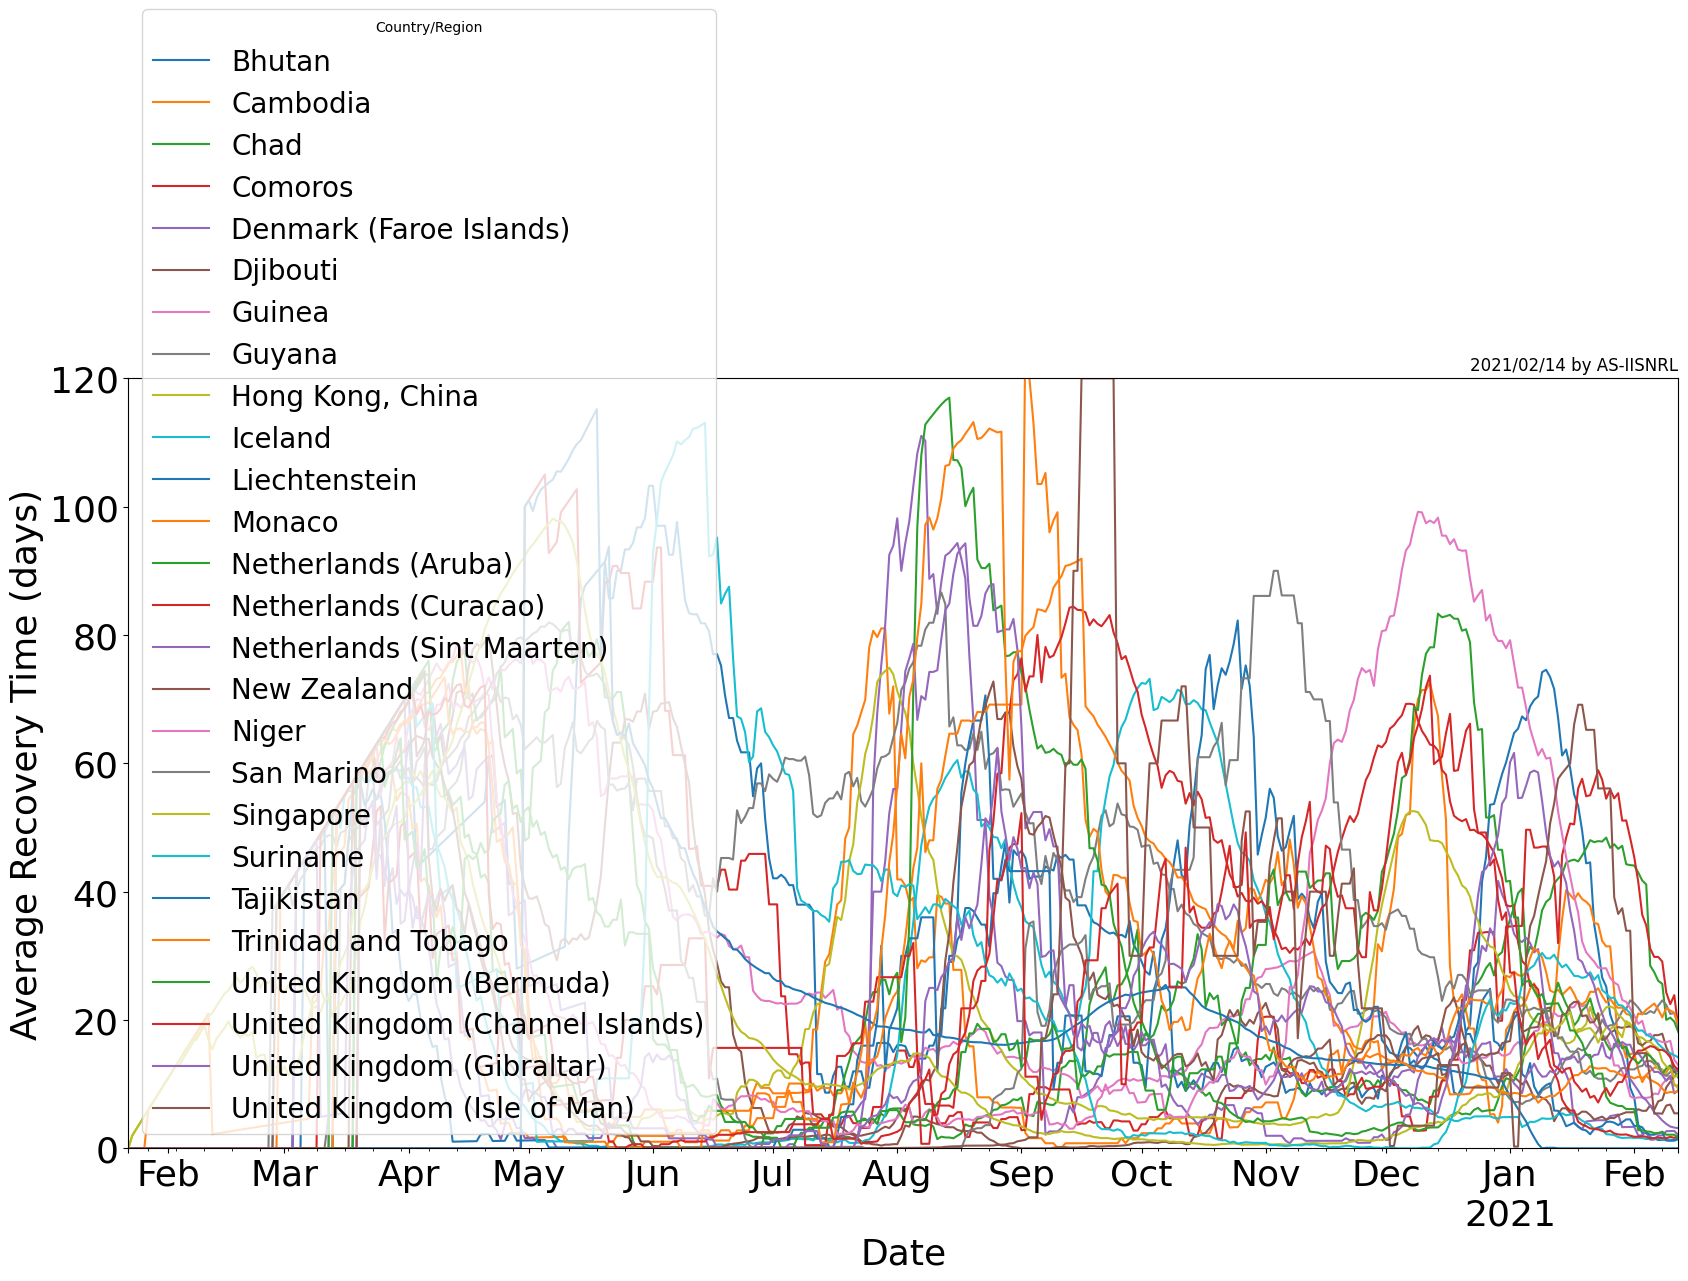 Country/Region
Bhutan
Cambodia
Chad
Comoros
Denmark (Faroe Islands)
Djibouti
Guinea
Guyana
Hong Kong, China
Iceland
Liechtenstein
Monaco
Netherlands (Aruba)
Netherlands (Curacao)
Netherlands (Sint Maarten)
New Zealand
Niger
San Marino
Singapore
Suriname
Tajikistan
Trinidad and Tobago
United Kingdom (Bermuda)
United Kingdom (Channel Islands)
United Kingdom (Gibraltar)
United Kingdom (Isle of Man)
2021/02/14 by AS-IISNRL
Average Recovery Time (days)
120
100
80
60
40
20
0
Feb Mar Apr May Jun Jul Aug Sep Oct Nov Dec Jan Feb
2021
Date